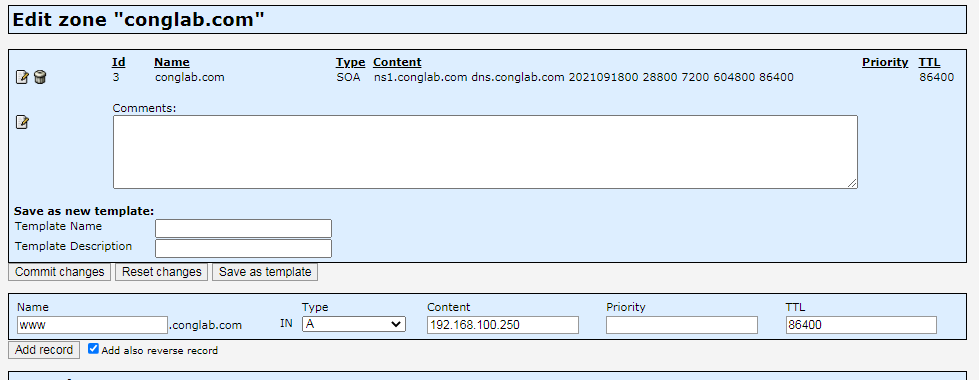 Edit zone "conglab.com"
Id Name Type Content Priority TTL
3 conglab.com SOA ns1.conglab.com dns.conglab.com 2021091800 28800 7200 604800 86400 86400
Comments:
Save as new template:
Template Name
Template Description
Commit changes Reset changes Save as template
Name Type Content Priority TTL
www .conglab.com IN A 192.168.100.250 86400
Add record Add also reverse record